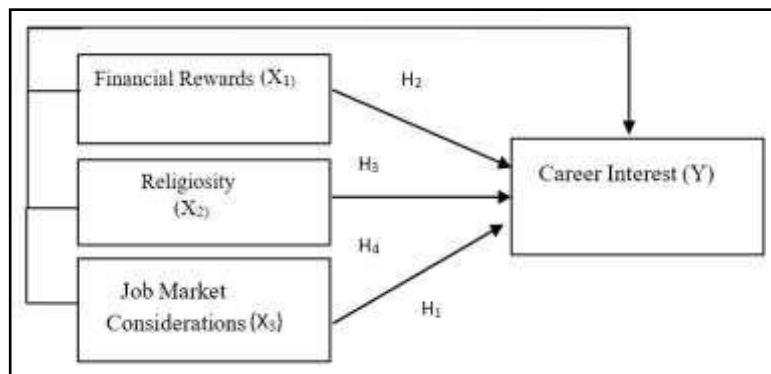 Financial Rewards (X1)
H2
Religiosity
(X2)
H3
Career Interest (Y)
H4
Job Market
Considerations (X3)
H1